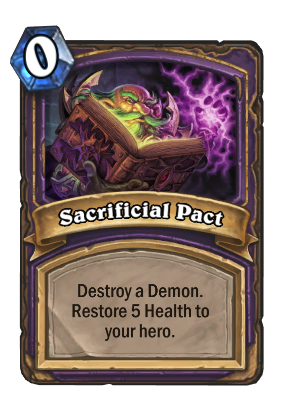 0
Sacrificial Pact
Destroy a Demon.
Restore 5 Health to
your hero.